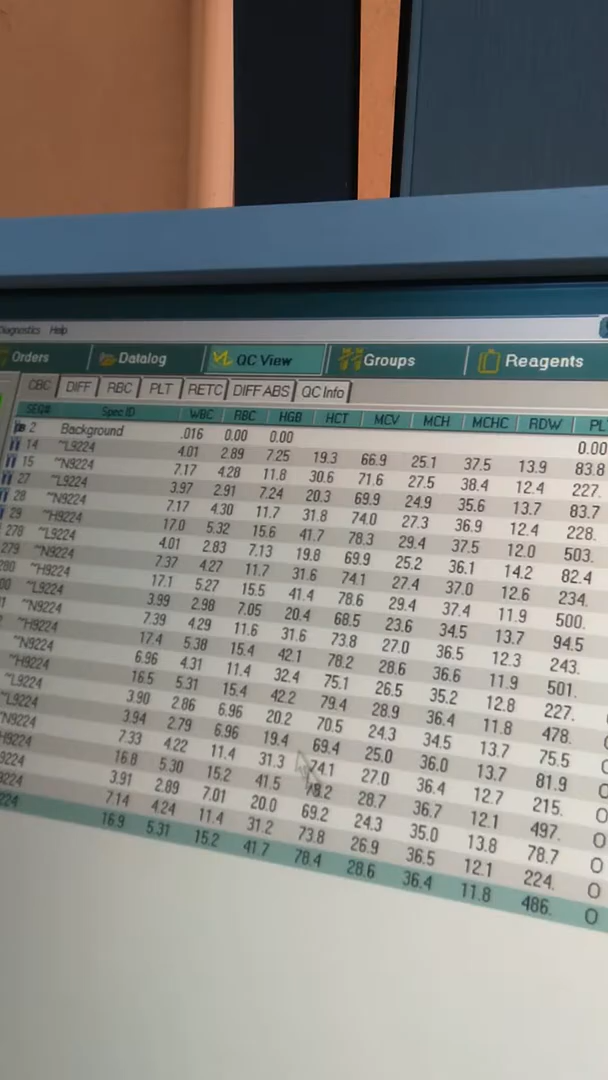 Diagnostics Help
Orders Datalog QC View Groups Reagents
CBC DIFF RBC PLT RETC DIFF ABS QC Info
SEQ# Spec ID WBC RBC HGB HCT MCV MCH MCHC RDW PL
2 Background .016 0.00 0.00 0.00
14 ~L9224 4.01 2.89 7.25 19.3 66.9 25.1 37.5 13.9 83.8
15 ~N9224 7.17 4.28 11.8 30.6 71.6 27.5 38.4 12.4 227.
27 ~L9224 3.97 2.91 7.24 20.3 69.9 24.9 35.6 13.7 83.7
28 ~N9224 7.17 4.30 11.7 31.8 74.0 27.3 36.9 12.4 228.
29 ~H9224 17.0 5.32 15.6 41.7 78.3 29.4 37.5 12.0 503.
278 ~L9224 4.01 2.83 7.13 19.8 69.9 25.2 36.1 14.2 82.4
279 ~N9224 7.37 4.27 11.7 31.6 74.1 27.4 37.0 12.6 234.
280 ~H9224 17.1 5.27 15.5 41.4 78.6 29.4 37.4 11.9 500.
00 ~L9224 3.99 2.98 7.05 20.4 68.5 23.6 34.5 13.7 94.5
~N9224 7.39 4.29 11.6 31.6 73.8 27.0 36.5 12.3 243.
17.4 5.38 15.4 42.1 78.2 28.6 36.6 11.9 501.
~N9224 6.96 4.31 11.4 32.4 75.1 26.5 35.2 12.8 227.
~H9224 16.5 5.31 15.4 42.2 79.4 28.9 36.4 11.8 478.
~L9224 3.90 2.86 6.96 20.2 70.5 24.3 34.5 13.7 75.5
~L9224 3.94 2.79 6.96 19.4 69.4 25.0 36.0 13.7 81.9
N9224 7.33 4.22 11.4 31.3 74.1 27.0 36.4 12.7 215. O
H9224 16.8 5.30 15.2 41.5 78.2 28.7 36.7 12.1 497. O
9224 3.91 2.89 7.01 20.0 69.2 24.3 35.0 13.8 78.7 O
9224 7.14 4.24 11.4 31.2 73.8 26.9 36.5 12.1 224. O
224 16.9 5.31 15.2 41.7 78.4 28.6 36.4 11.8 486. O